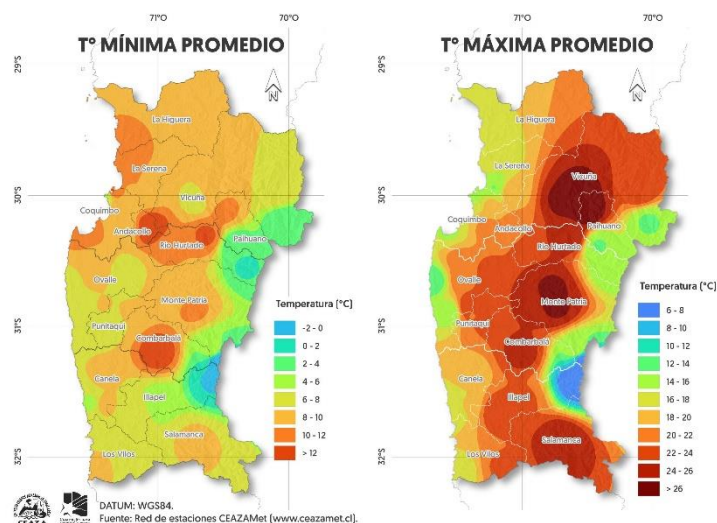 71°O
70°O
T° MÍNIMA PROMEDIO
29°S
N
La Higuera
La Serena
30°S
Vicuña
Coquimbo
Andacollo
Paihuano
Río Hurtado
Ovalle
Monte Patria
31°S
Punitaqui
Combarbalá
Canela
Illapel
Salamanca
Los Vilos
32°S
Temperatura [°C]
-2 - 0
0 - 2
2 - 4
4 - 6
6 - 8
8 - 10
10 - 12
> 12
71°O
70°O
T° MÁXIMA PROMEDIO
29°S
N
La Higuera
La Serena
30°S
Vicuña
Coquimbo
Andacollo
Paihuano
Río Hurtado
Ovalle
Monte Patria
31°S
Punitaqui
Combarbalá
Canela
Illapel
Salamanca
Los Vilos
32°S
Temperatura [°C]
6 - 8
8 - 10
10 - 12
12 - 14
14 - 16
16 - 18
18 - 20
20 - 22
22 - 24
24 - 26
> 26
CEAZA
DATUM: WGS84.
Fuente: Red de estaciones CEAZAMet [www.ceazamet.cl].